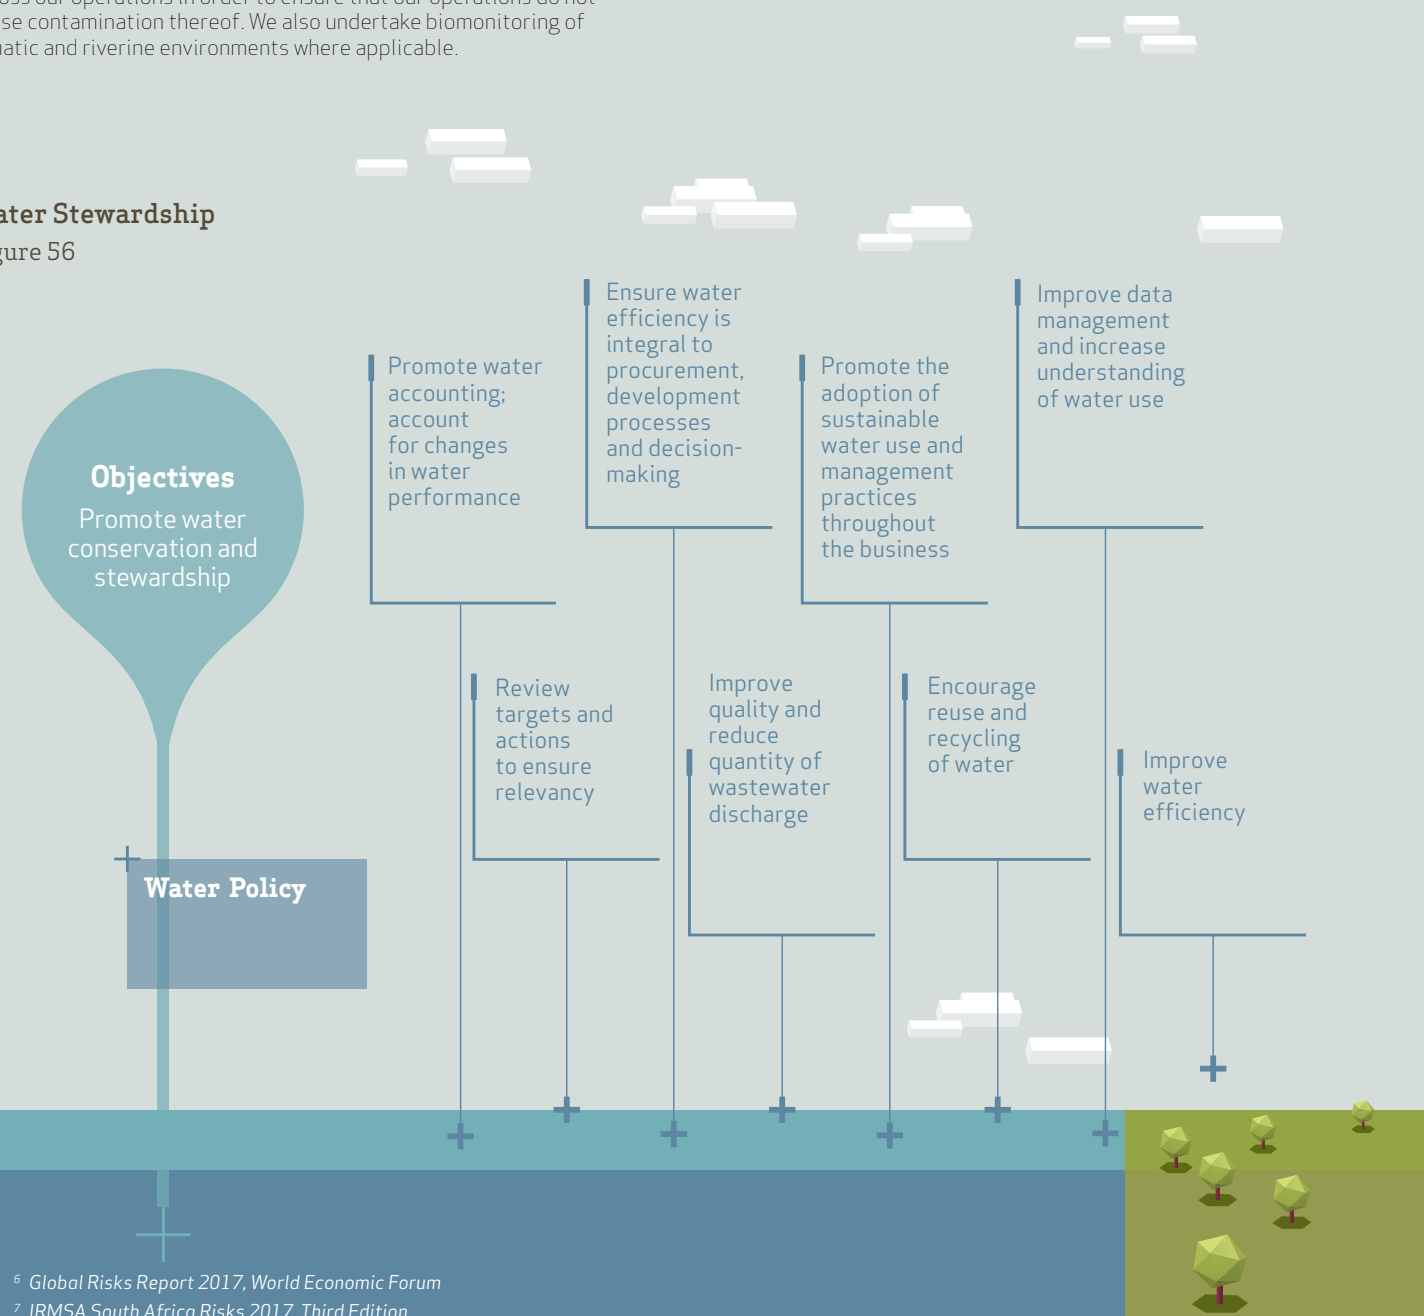 se contamination thereof. We also undertake biomonitoring of
atic and riverine environments where applicable.
ater Stewardship
gure 56
Objectives
Promote water
conservation and
stewardship
Water Policy
Promote water
accounting;
account
for changes
in water
performance
Ensure water
efficiency is
integral to
procurement,
development
processes
and decision-
making
Promote the
adoption of
sustainable
water use and
management
practices
throughout
the business
Improve data
management
and increase
understanding
of water use
Review
targets and
actions
to ensure
relevancy
Improve
quality and
reduce
quantity of
wastewater
discharge
Encourage
reuse and
recycling
of water
Improve
water
efficiency
6 Global Risks Report 2017, World Economic Forum
7 IRMSA South Africa Risks 2017, Third Edition